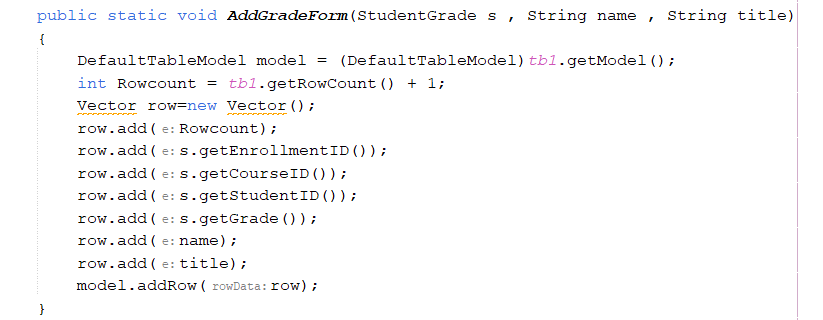 public static void AddGradeForm(StudentGrade s , String name , String title)
{
DefaultTableModel model = (DefaultTableModel)tb1.getModel();
int Rowcount = tb1.getRowCount() + 1;
Vector row=new Vector();
row.add( e: Rowcount);
row.add( e: s.getEnrollmentID());
row.add( e: s.getCourseID());
row.add( e: s.getStudentID());
row.add( e: s.getGrade());
row.add( e: name);
row.add( e: title);
model.addRow( rowData: row);
}